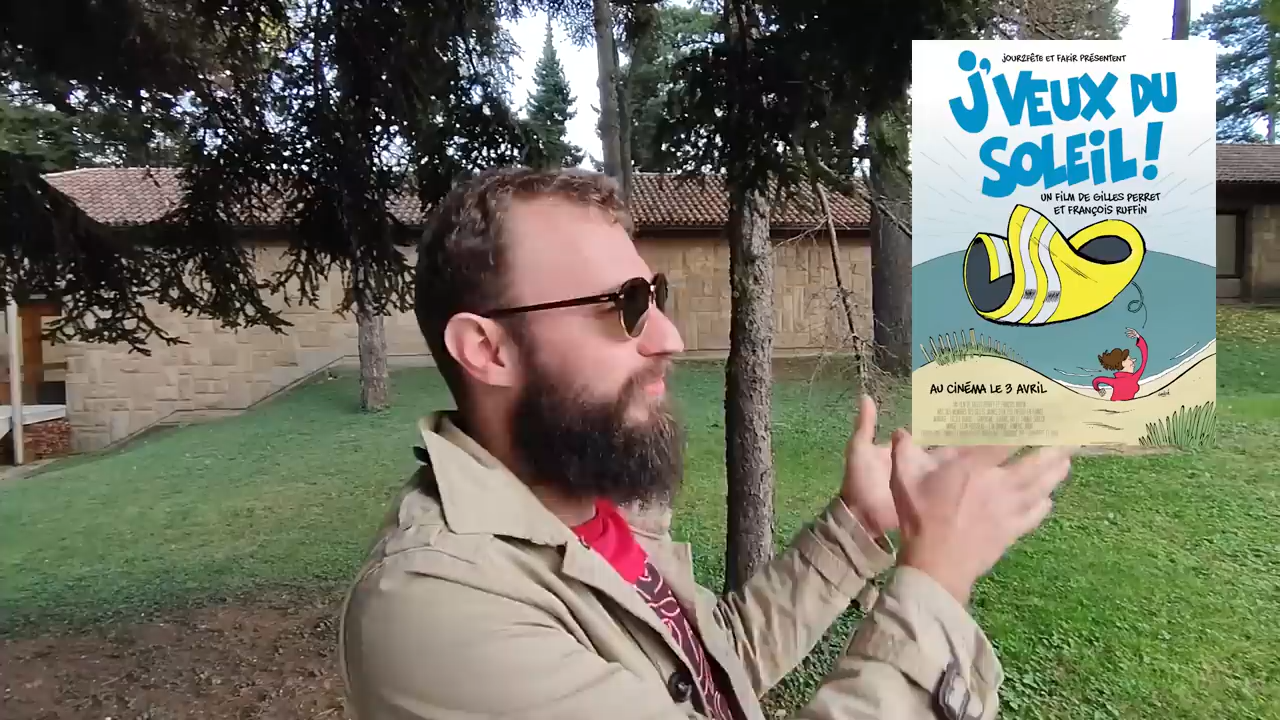 JOUR2FÊTE ET FAKIR PRÉSENTENT
J'VEUX DU
SOLEIL !
UN FILM DE GILLES PERRET
ET FRANÇOIS RUFFIN
AU CINÉMA LE 3 AVRIL